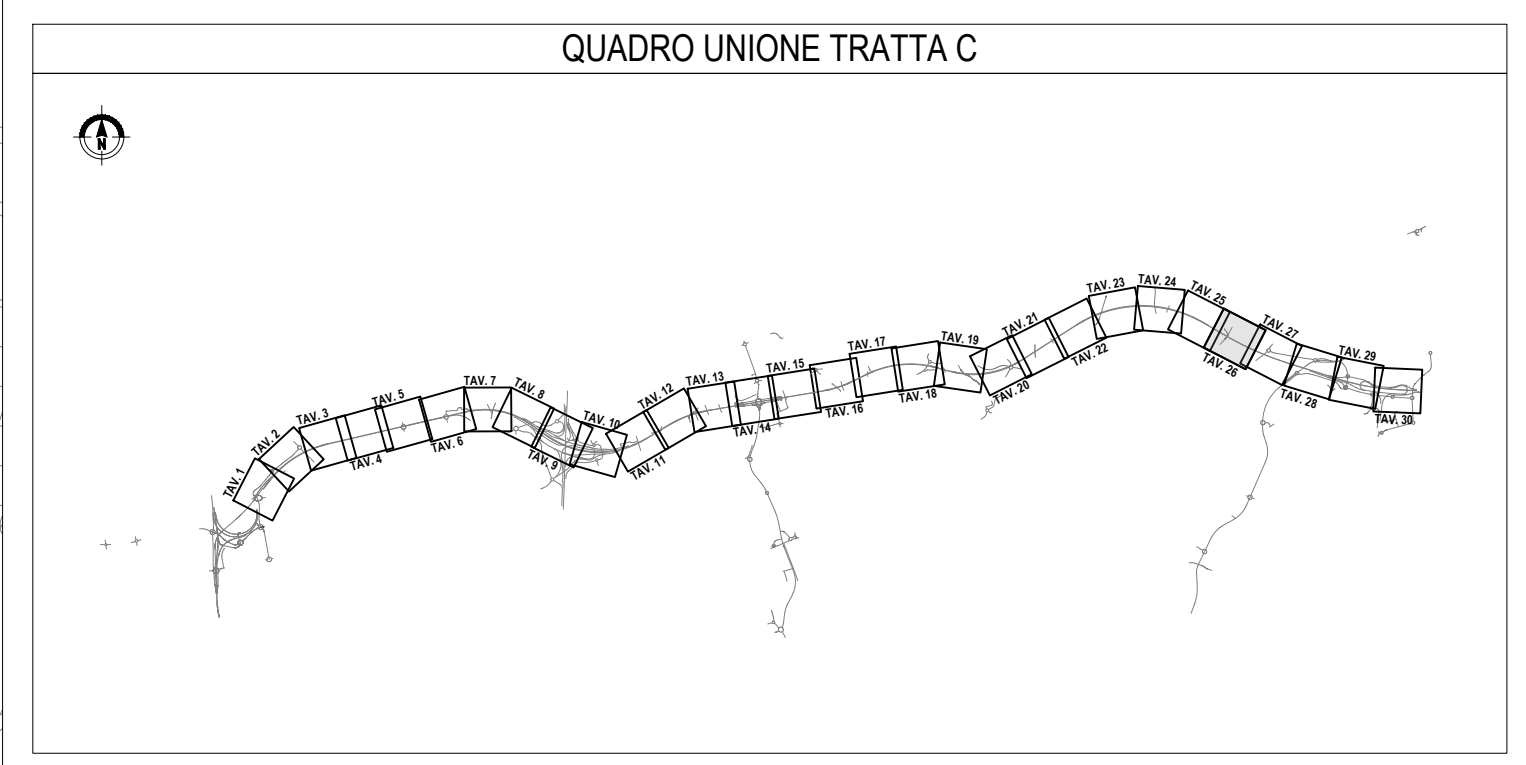 QUADRO UNIONE TRATTA C
N
TAV. 1
TAV. 2
TAV. 3
TAV. 4
TAV. 5
TAV. 6
TAV. 7
TAV. 8
TAV. 9
TAV. 10
TAV. 11
TAV. 12
TAV. 13
TAV. 14
TAV. 15
TAV. 16
TAV. 17
TAV. 18
TAV. 19
TAV. 20
TAV. 21
TAV. 22
TAV. 23
TAV. 24
TAV. 25
TAV. 26
TAV. 27
TAV. 28
TAV. 29
TAV. 30